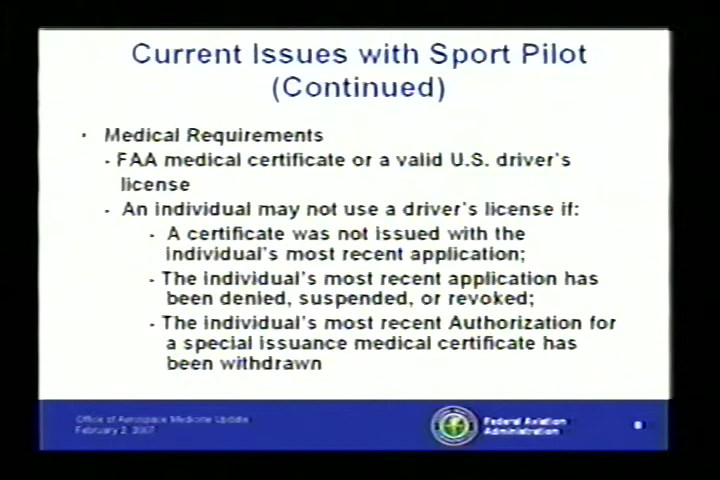 Current Issues with Sport Pilot
(Continued)
• Medical Requirements
- FAA medical certificate or a valid U.S. driver's
license
- An individual may not use a driver's license if:
- A certificate was not issued with the
individual's most recent application;
- The individual's most recent application has
been denied, suspended, or revoked;
- The individual's most recent Authorization for
a special issuance medical certificate has
been withdrawn
Office of Aerospace Medicine Update
February 2, 2007
Federal Aviation
Administration